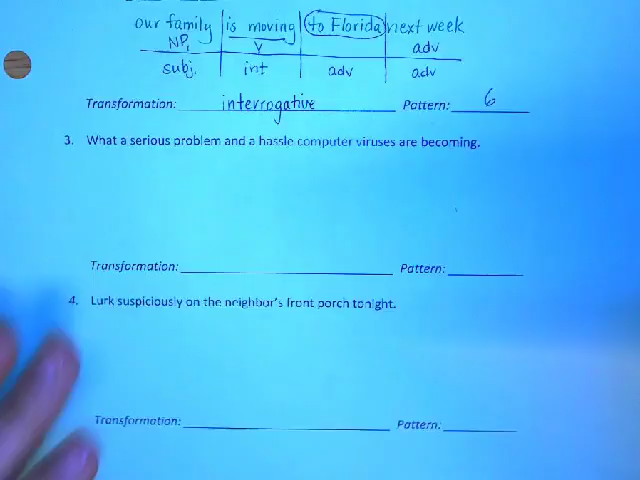 our family is moving to Florida next week
NP₁ V adv
subj. int adv adv
Transformation: interrogative Pattern: 6
3. What a serious problem and a hassle computer viruses are becoming.
Transformation: Pattern:
4. Lurk suspiciously on the neighbor's front porch tonight.
Transformation: Pattern: